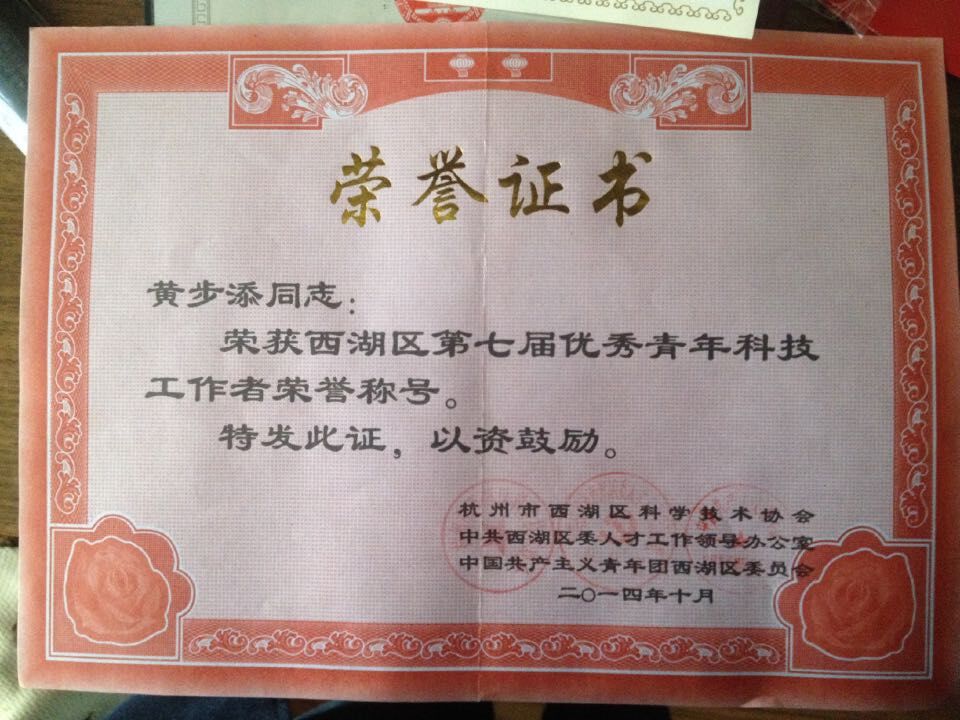 荣誉证书
黄步添同志：
荣获西湖区第七届优秀青年科技
工作者荣誉称号。
特发此证，以资鼓励。
杭州市西湖区科学技术协会
中共西湖区委人才工作领导办公室
中国共产主义青年团西湖区委员会
二〇一四年十月